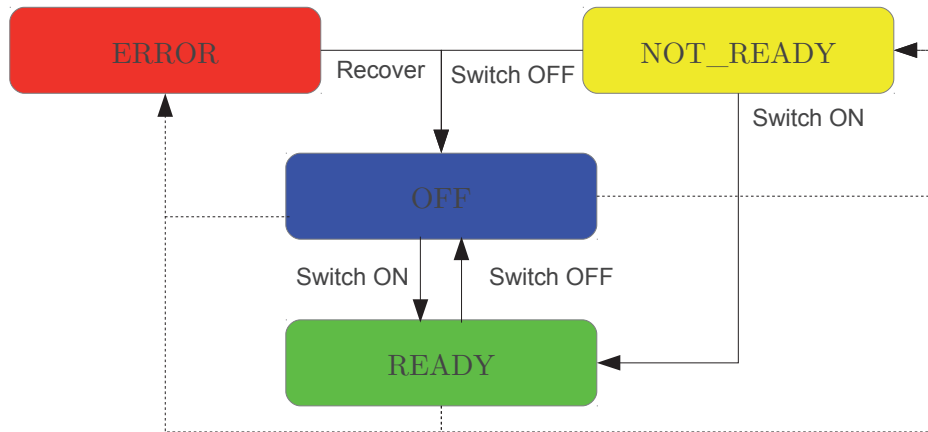 ERROR
NOT_READY
Recover
Switch OFF
Switch ON
OFF
Switch ON
Switch OFF
READY